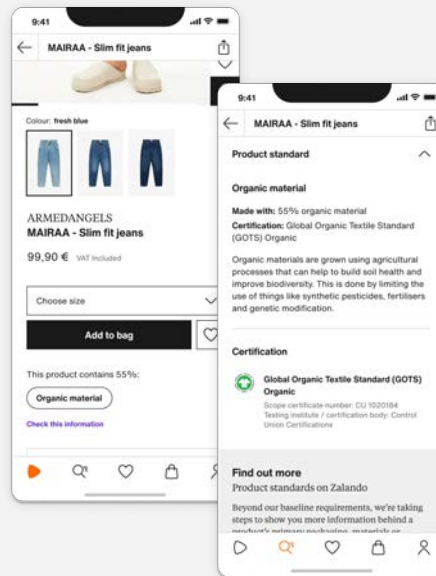 9:41
MAIRAA - Slim fit jeans
Colour: fresh blue
ARMEDANGELS
MAIRAA - Slim fit jeans
99,90 € VAT Included
Choose size
Add to bag
This product contains 55%:
Organic material
Check this information
9:41
MAIRAA - Slim fit jeans
Product standard
Organic material
Made with: 55% organic material
Certification: Global Organic Textile Standard
(GOTS) Organic
Organic materials are grown using agricultural
processes that can help to build soil health and
improve biodiversity. This is done by limiting the
use of things like synthetic pesticides, fertilisers
and genetic modification.
Certification
Global Organic Textile Standard (GOTS)
Organic
Scope certificate number: CU 1020184
Testing institute / certification body: Control
Union Certifications
Find out more
Product standards on Zalando
Beyond our baseline requirements, we're taking
steps to show you more information behind a
product's primary packaging, materials or